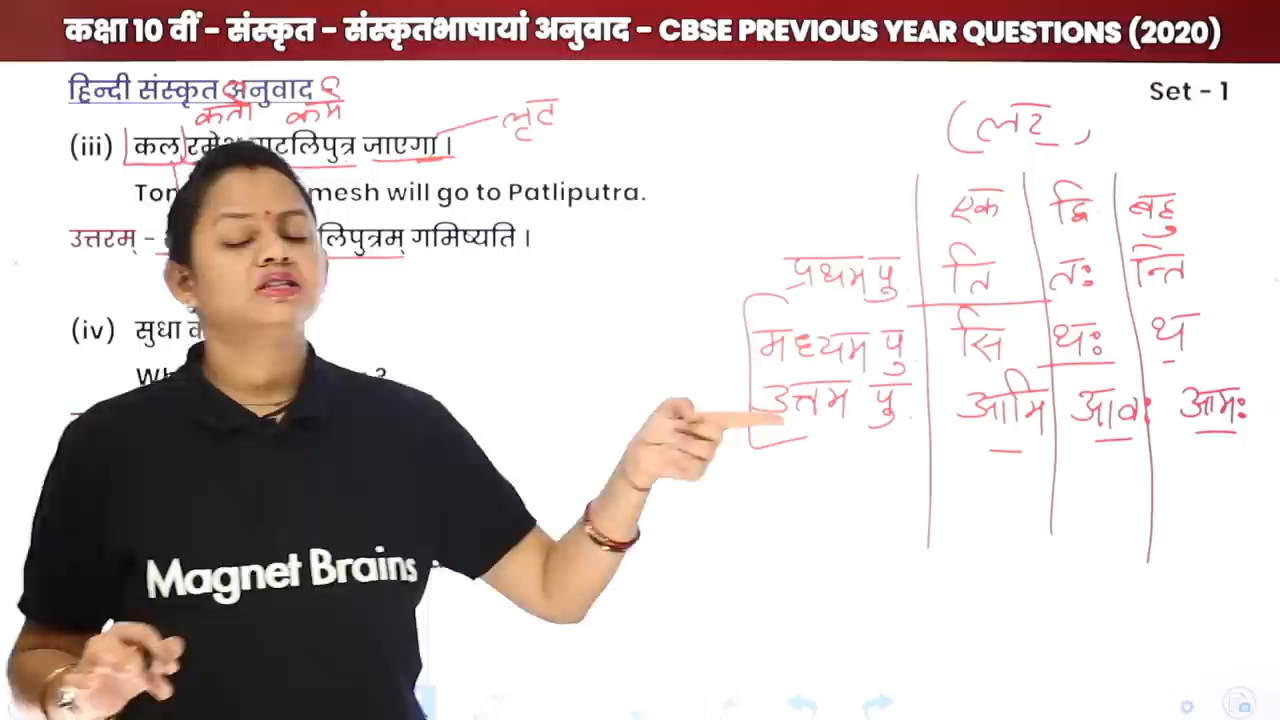 कक्षा 10 वीं - संस्कृत - संस्कृतभाषायां अनुवाद - CBSE PREVIOUS YEAR QUESTIONS (2020)
हिन्दी संस्कृत अनुवाद
Set - 1
कर्ता कर्म
लृट
(iii) कल पाटलिपुत्र जाएगा ।
will go to Patliputra.
उत्तरम् - गमिष्यति ।
(iv) सुधा
(लट्)
एक द्वि बहु
प्रथम पु ति तः न्ति
मध्यम पु सि थः थ
उत्तम पु आमि आवः आमः
Magnet Brains